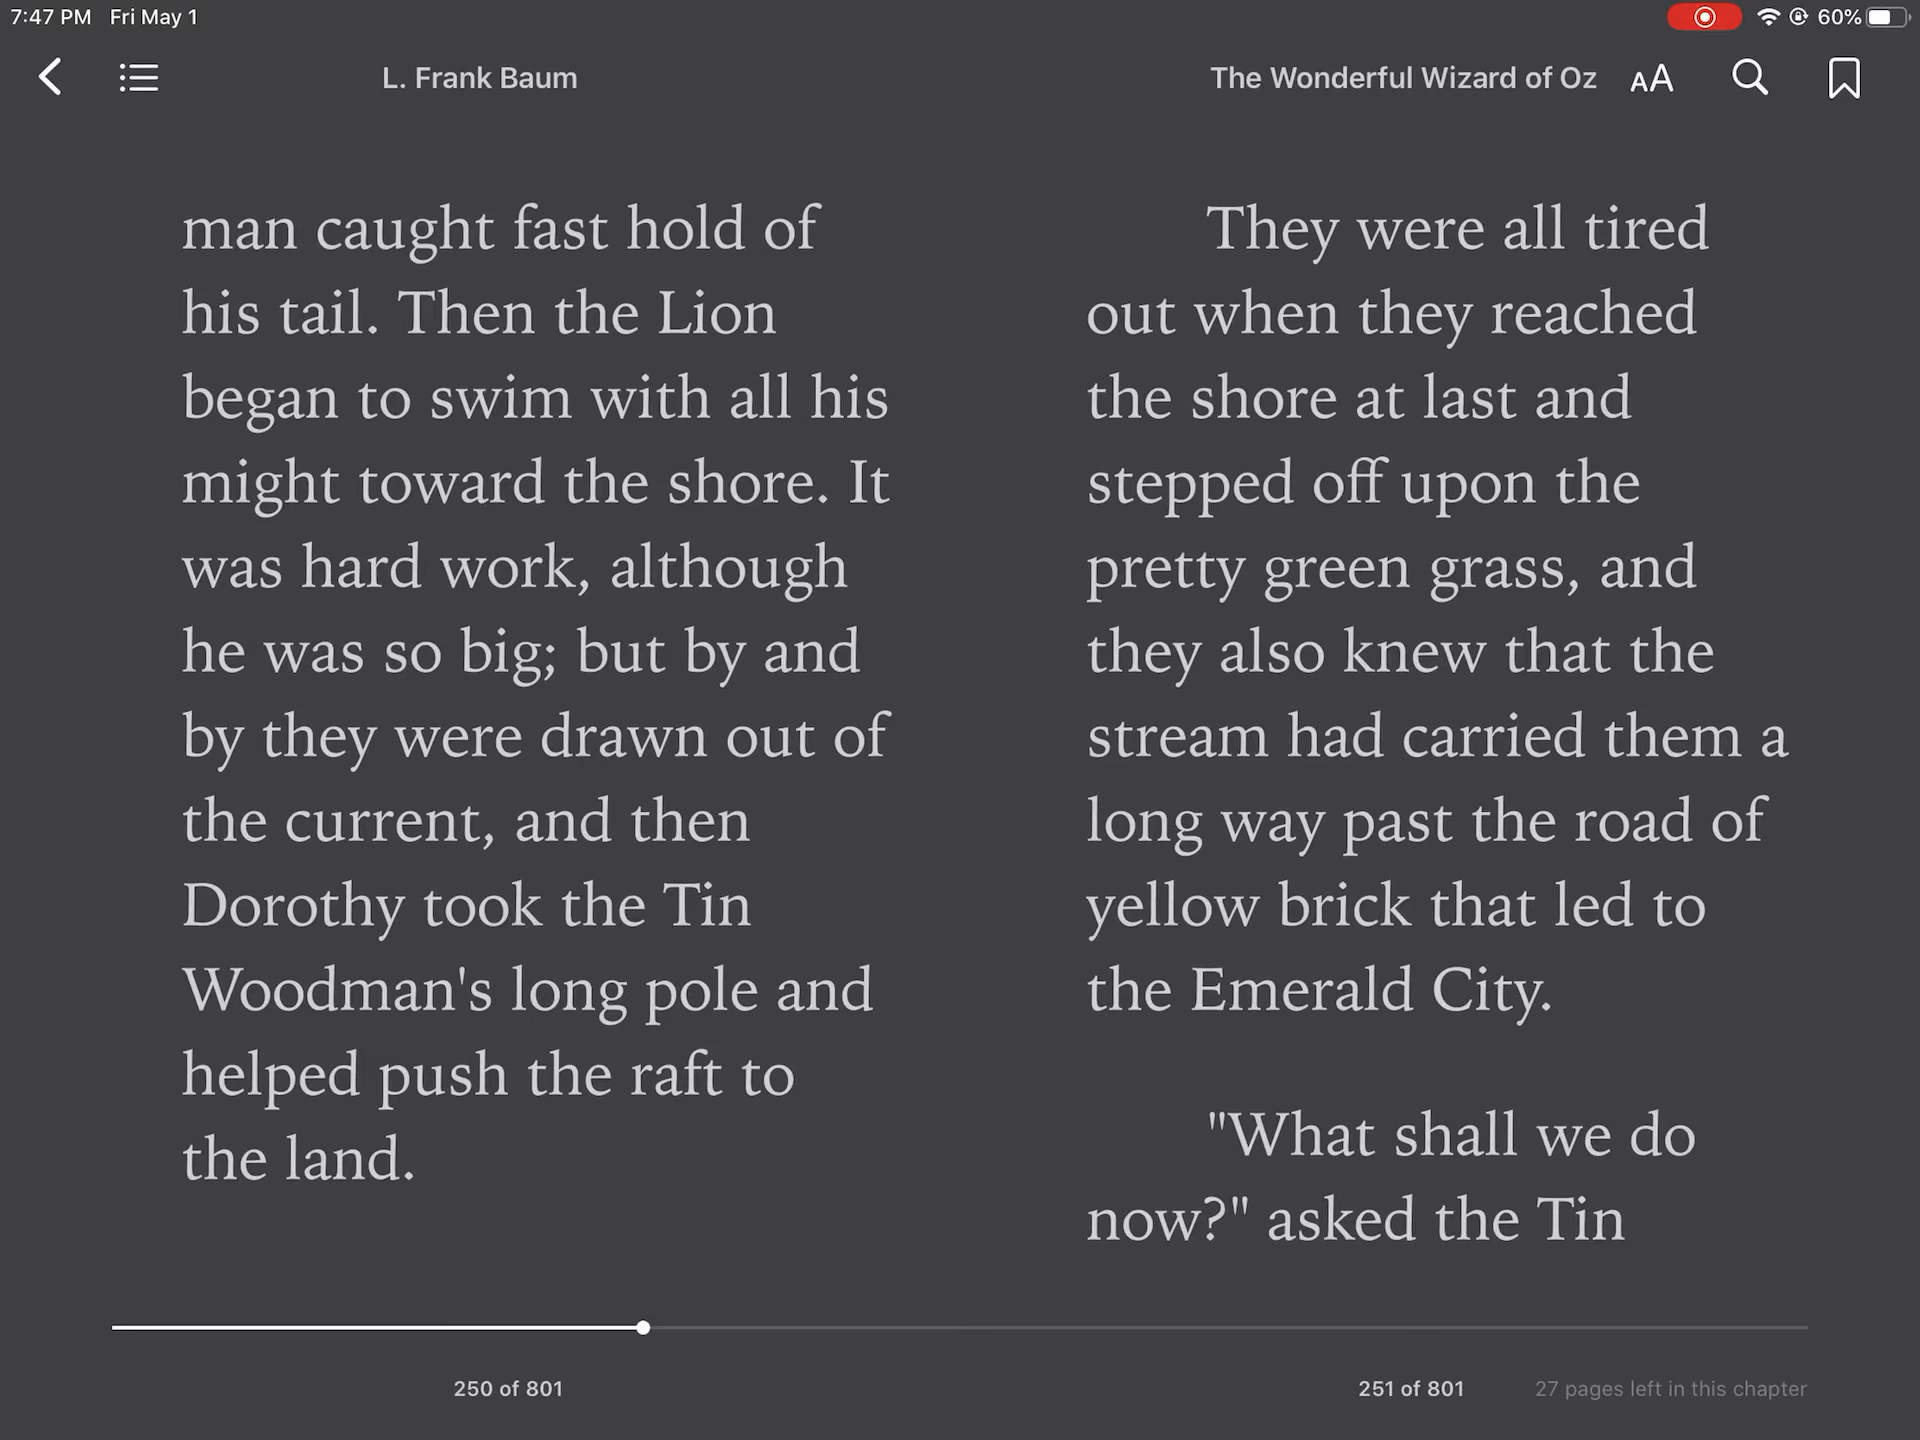 7:47 PM Fri May 1
60%
L. Frank Baum
The Wonderful Wizard of Oz
AA
man caught fast hold of
his tail. Then the Lion
began to swim with all his
might toward the shore. It
was hard work, although
he was so big; but by and
by they were drawn out of
the current, and then
Dorothy took the Tin
Woodman's long pole and
helped push the raft to
the land.
They were all tired
out when they reached
the shore at last and
stepped off upon the
pretty green grass, and
they also knew that the
stream had carried them a
long way past the road of
yellow brick that led to
the Emerald City.
"What shall we do
now?" asked the Tin
250 of 801
251 of 801
27 pages left in this chapter